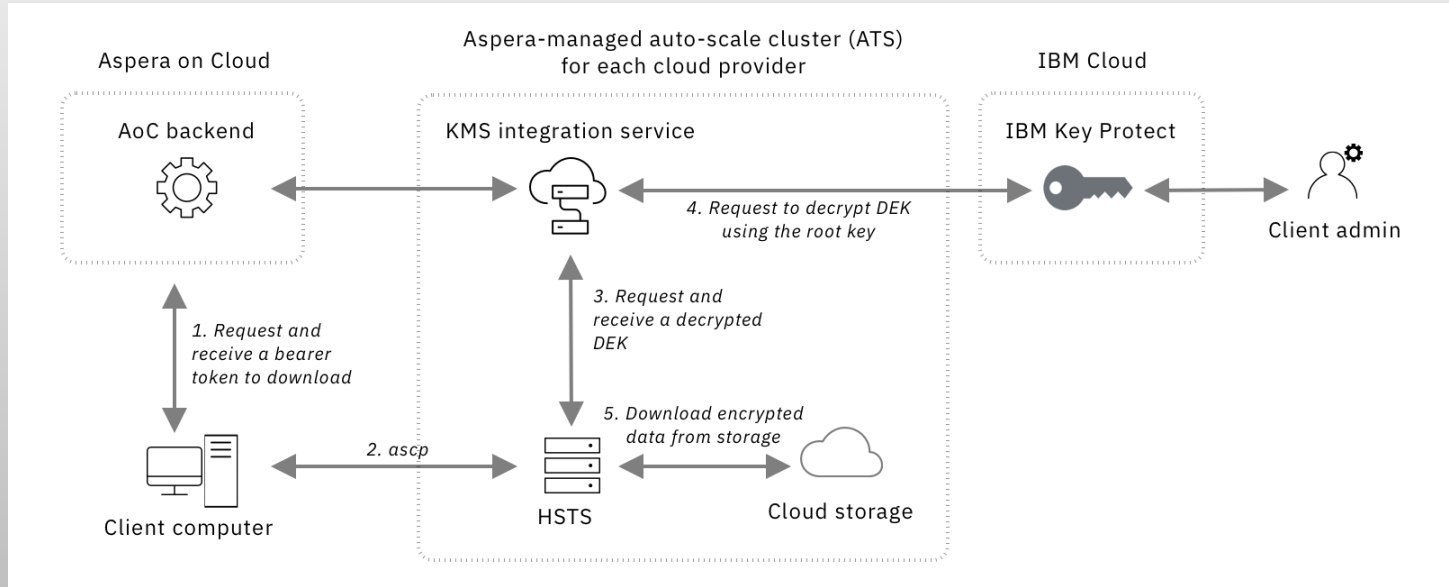 Aspera-managed auto-scale cluster (ATS)
for each cloud provider
Aspera on Cloud
IBM Cloud
AoC backend
KMS integration service
IBM Key Protect
4. Request to decrypt DEK
using the root key
Client admin
3. Request and
receive a decrypted
DEK
1. Request and
receive a bearer
token to download
5. Download encrypted
data from storage
2. ascp
Cloud storage
HSTS
Client computer